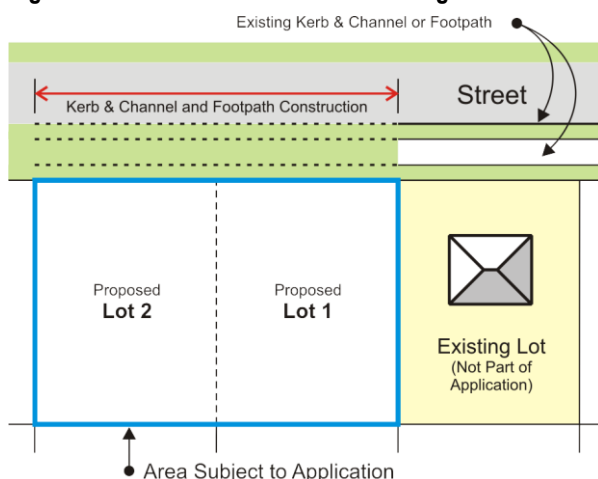 Existing Kerb & Channel or Footpath
Street
Kerb & Channel and Footpath Construction
Proposed
Lot 2
Proposed
Lot 1
Existing Lot
(Not Part of
Application)
Area Subject to Application